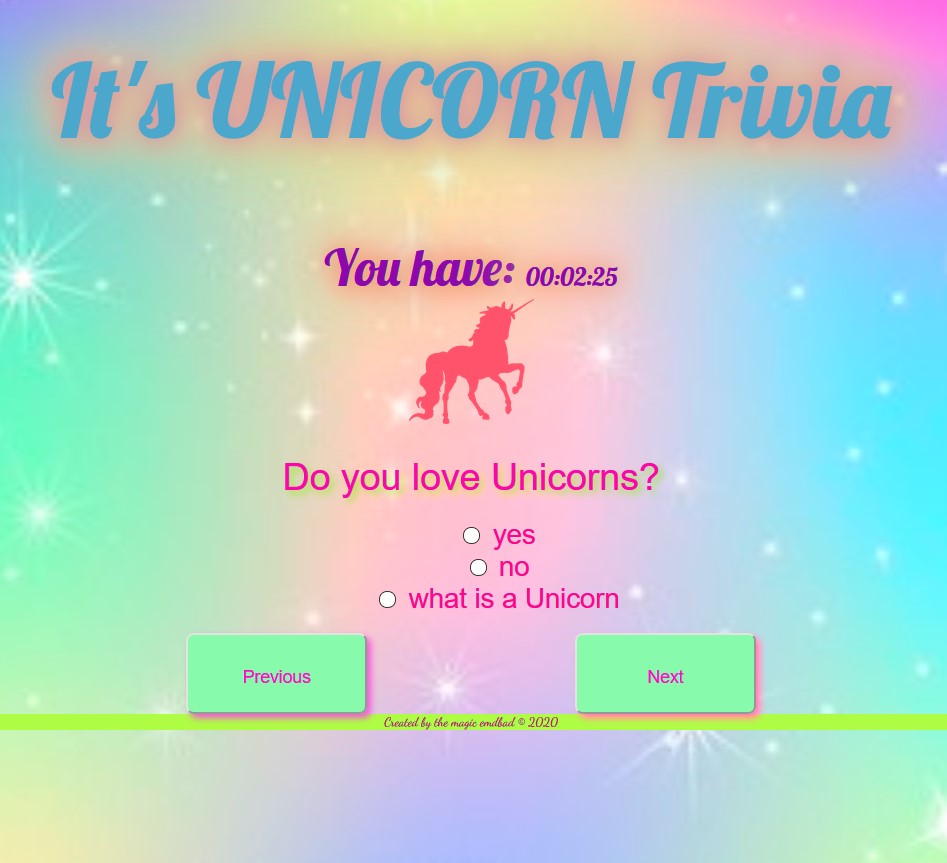 It's UNICORN Trivia
You have: 00:02:25
Do you love Unicorns?
yes
no
what is a Unicorn
Previous Next
Created by the magic emdbad © 2020